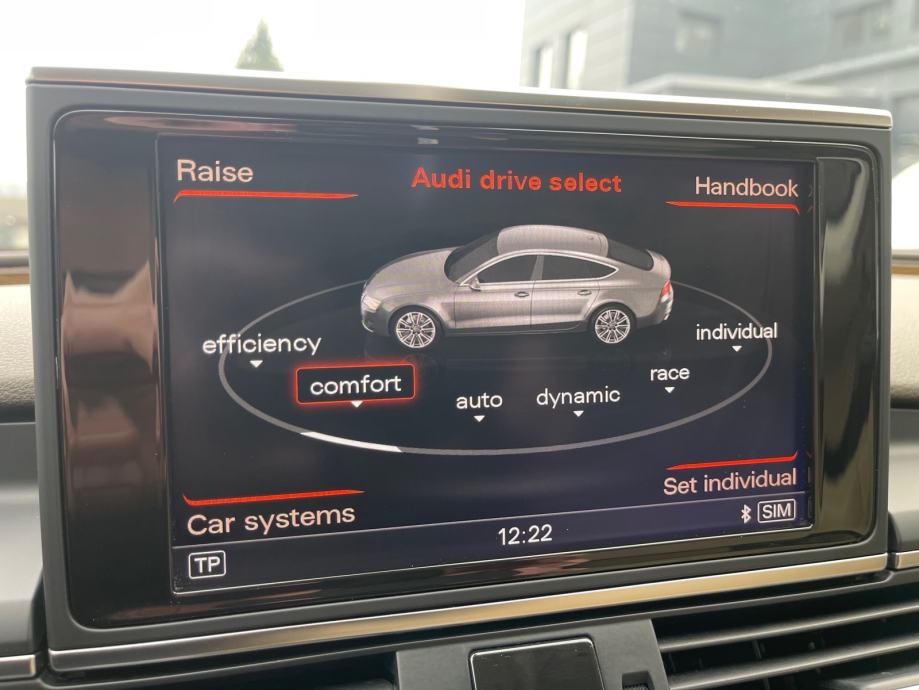 Raise
Audi drive select
Handbook
efficiency
comfort
auto
dynamic
race
individual
Car systems
Set individual
TP
12:22
SIM